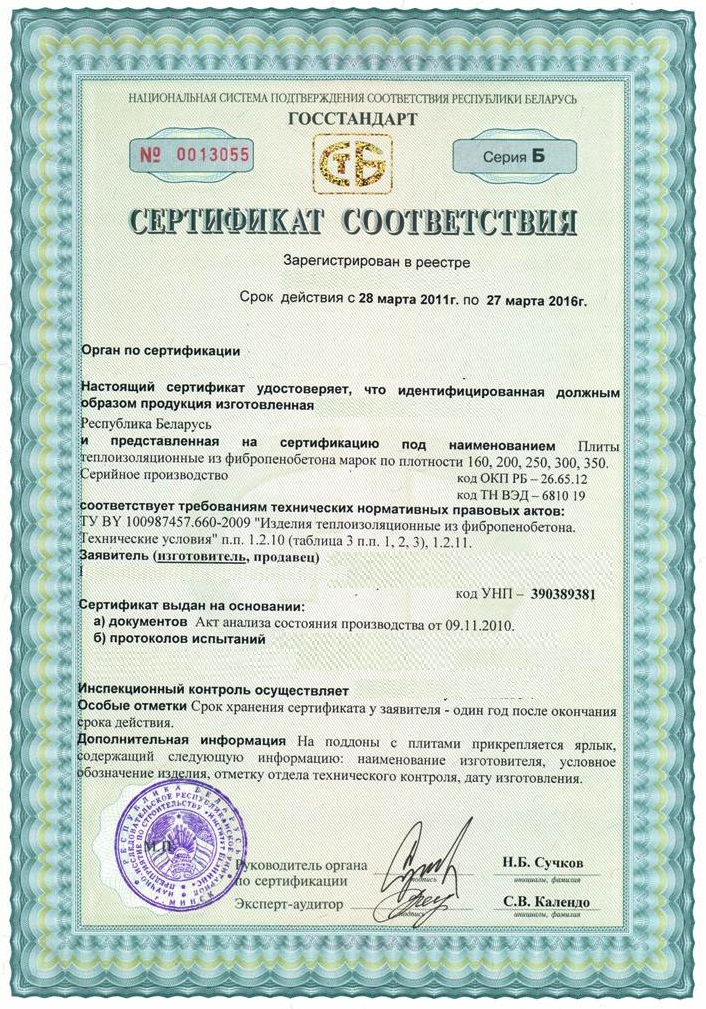 НАЦИОНАЛЬНАЯ СИСТЕМА ПОДТВЕРЖДЕНИЯ СООТВЕТСТВИЯ РЕСПУБЛИКИ БЕЛАРУСЬ
ГОССТАНДАРТ
№ 0013055
СТБ
Серия Б
СЕРТИФИКАТ СООТВЕТСТВИЯ
Зарегистрирован в реестре
Срок действия с 28 марта 2011г. по 27 марта 2016г.
Орган по сертификации
Настоящий сертификат удостоверяет, что идентифицированная должным
образом продукция изготовленная
Республика Беларусь
и представленная на сертификацию под наименованием Плиты
теплоизоляционные из фибропенобетона марок по плотности 160, 200, 250, 300, 350.
Серийное производство код ОКП РБ – 26.65.12
код ТН ВЭД – 6810 19
соответствует требованиям технических нормативных правовых актов:
ТУ BY 100987457.660-2009 "Изделия теплоизоляционные из фибропенобетона.
Технические условия" п.п. 1.2.10 (таблица 3 п.п. 1, 2, 3), 1.2.11.
Заявитель (изготовитель, продавец)
код УНП – 390389381
Сертификат выдан на основании:
а) документов Акт анализа состояния производства от 09.11.2010.
б) протоколов испытаний
Инспекционный контроль осуществляет
Особые отметки Срок хранения сертификата у заявителя - один год после окончания
срока действия.
Дополнительная информация На поддоны с плитами прикрепляется ярлык,
содержащий следующую информацию: наименование изготовителя, условное
обозначение изделия, отметку отдела технического контроля, дату изготовления.
РЕСПУБЛИКА БЕЛАРУСЬ
г. МИНСК
М.П.
Руководитель органа
по сертификации
подпись
Н.Б. Сучков
инициалы, фамилия
Эксперт-аудитор
подпись
С.В. Календо
инициалы, фамилия